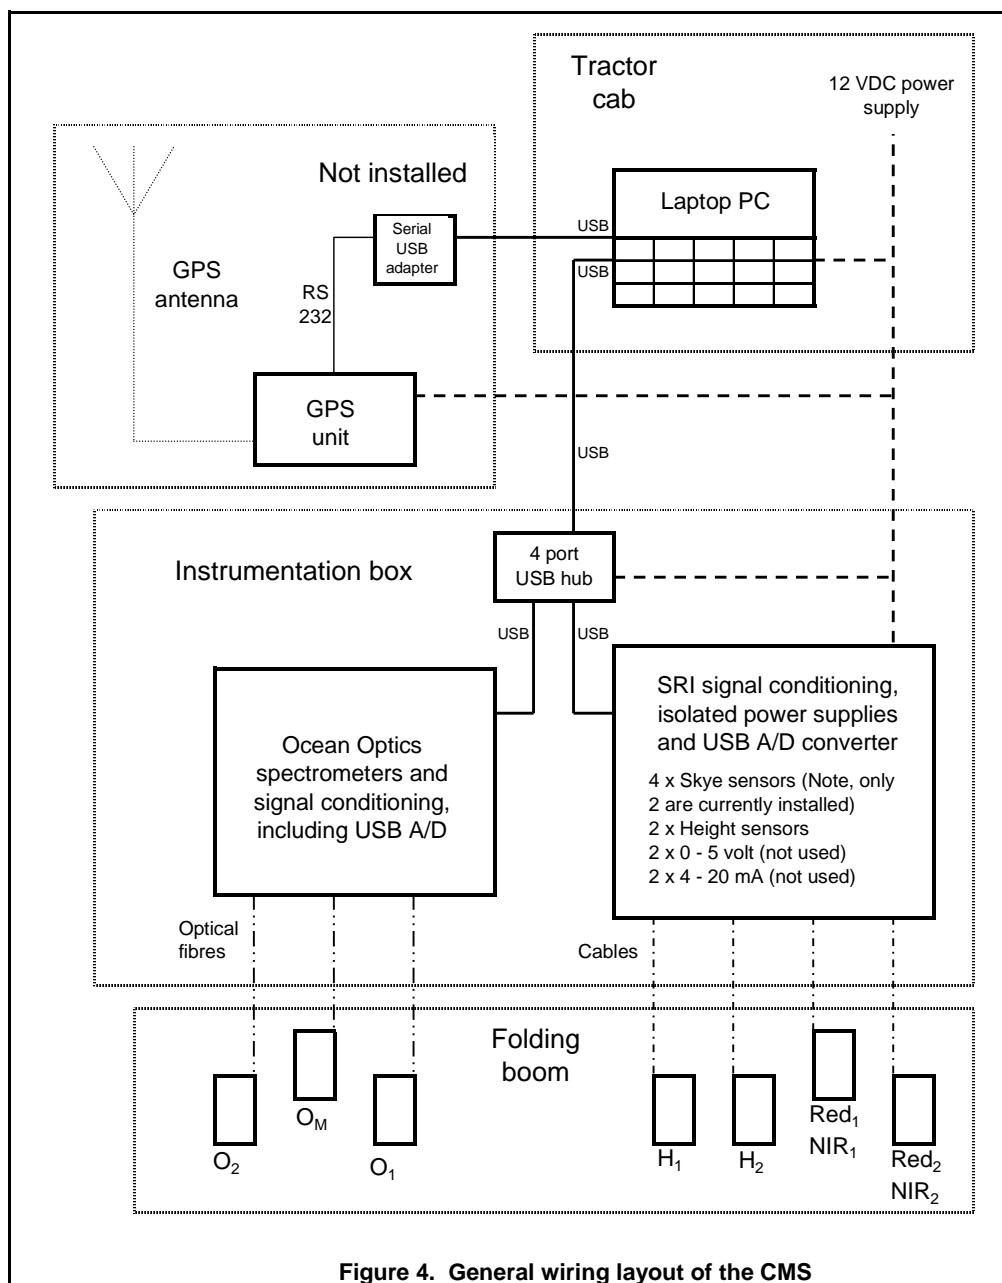 Tractor
cab
12 VDC power
supply
Not installed
Laptop PC
Serial
USB
adapter
USB
USB
GPS
antenna
RS
232
GPS
unit
USB
Instrumentation box
4 port
USB hub
USB
USB
Ocean Optics
spectrometers and
signal conditioning,
including USB A/D
SRI signal conditioning,
isolated power supplies
and USB A/D converter
4 x Skye sensors (Note, only
2 are currently installed)
2 x Height sensors
2 x 0 - 5 volt (not used)
2 x 4 - 20 mA (not used)
Optical
fibres
Cables
Folding
boom
O2
OM
O1
H1
H2
Red1
NIR1
Red2
NIR2
Figure 4. General wiring layout of the CMS